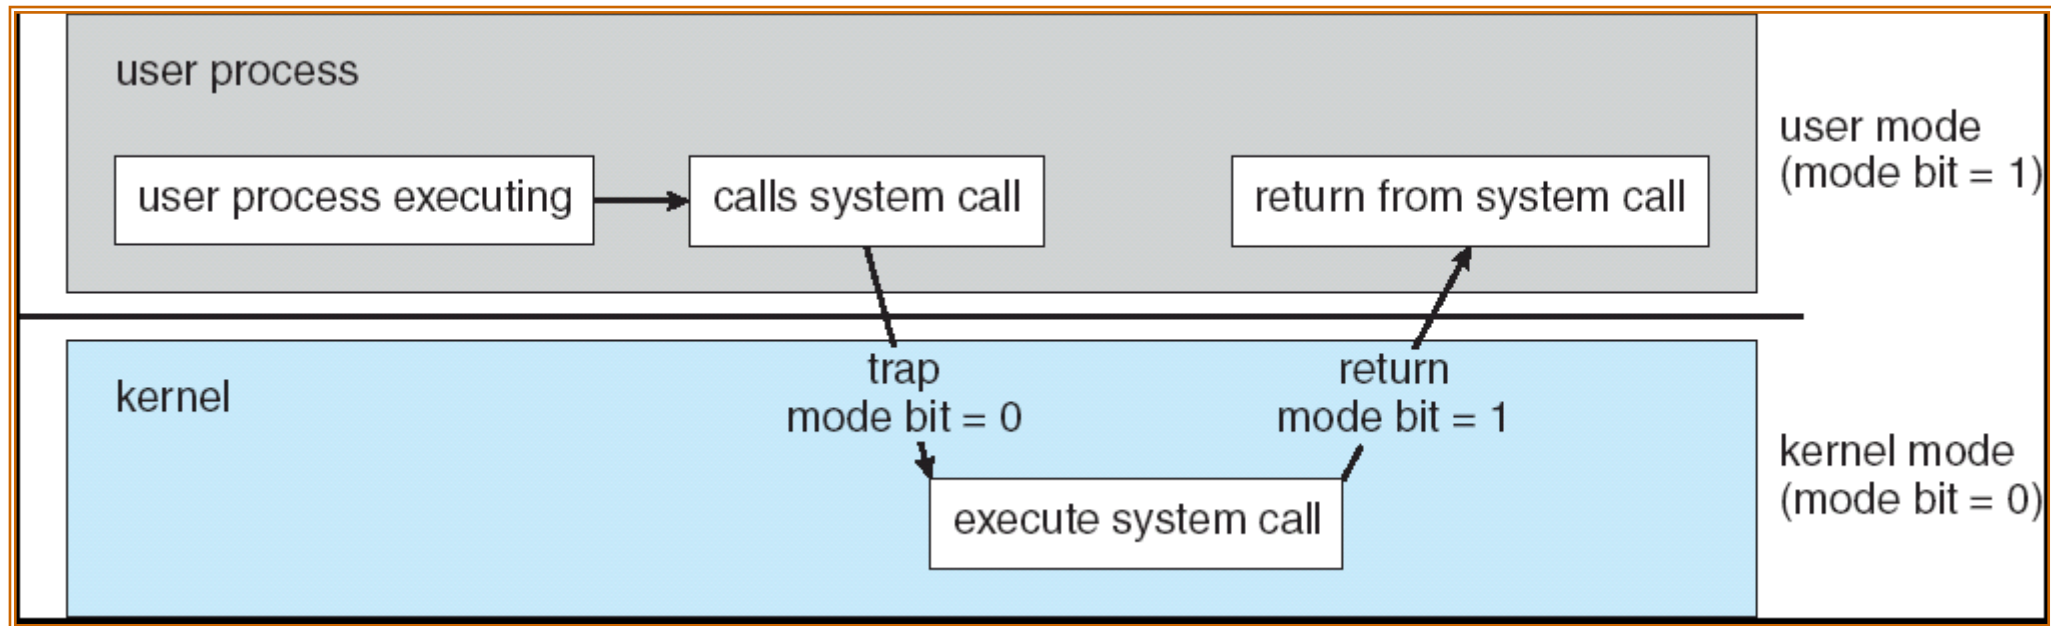 user process
user process executing
calls system call
return from system call
user mode
(mode bit = 1)
kernel
trap
mode bit = 0
return
mode bit = 1
execute system call
kernel mode
(mode bit = 0)